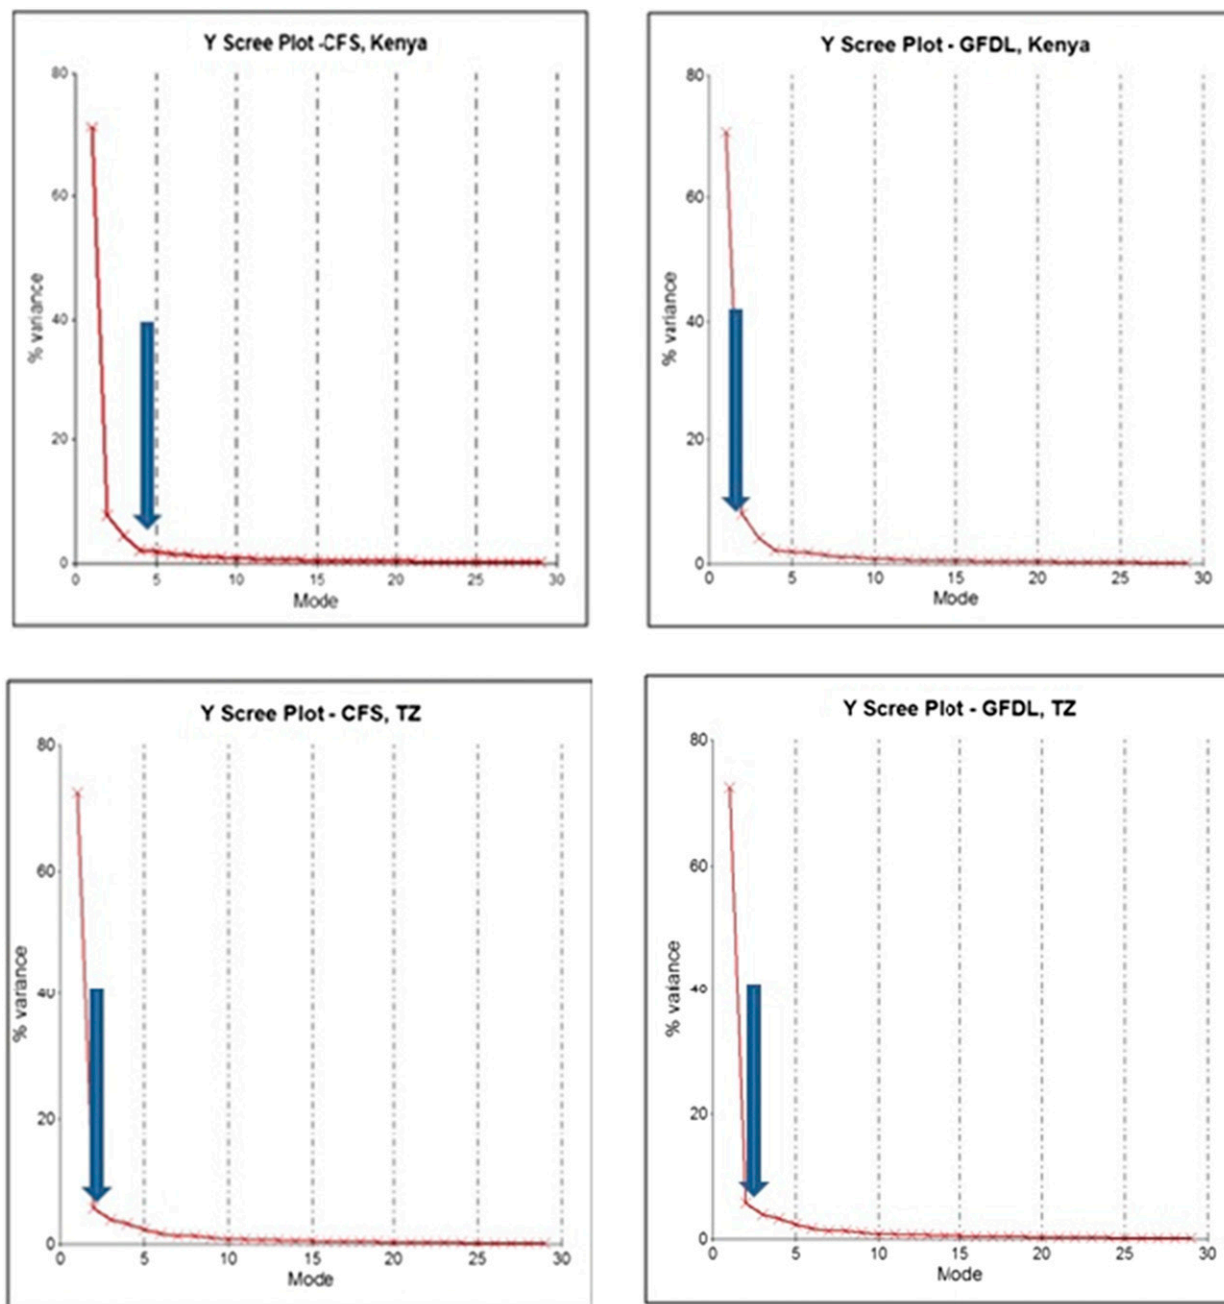 Y Scree Plot -CFS, Kenya
80
60
40
20
0
% variance
0 5 10 15 20 25 30
Mode
Y Scree Plot - GFDL, Kenya
80
60
40
20
0
% variance
0 5 10 15 20 25 30
Mode
Y Scree Plot - CFS, TZ
80
60
40
20
0
% variance
0 5 10 15 20 25 30
Mode
Y Scree Plot - GFDL, TZ
80
60
40
20
0
% variance
0 5 10 15 20 25 30
Mode